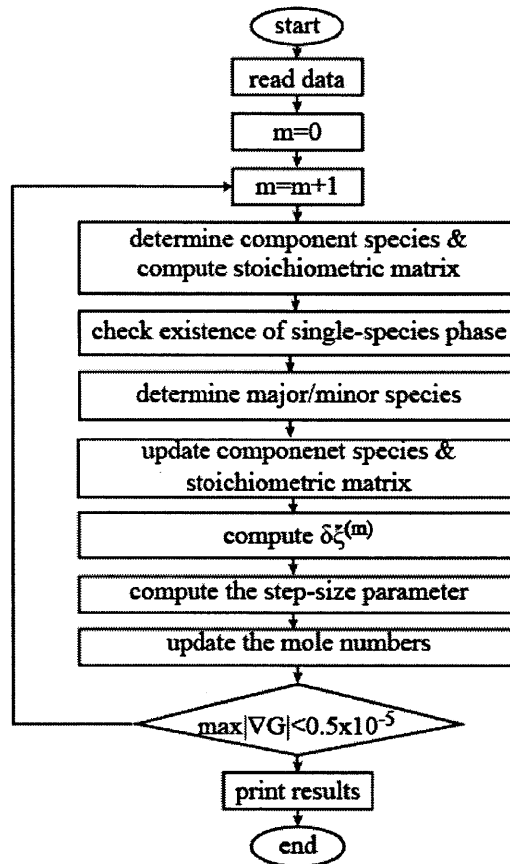 start
read data
m=0
m=m+1
determine component species &
compute stoichiometric matrix
check existence of single-species phase
determine major/minor species
update componenet species &
stoichiometric matrix
compute δξ(m)
compute the step-size parameter
update the mole numbers
max|∇G|<0.5x10-5
print results
end